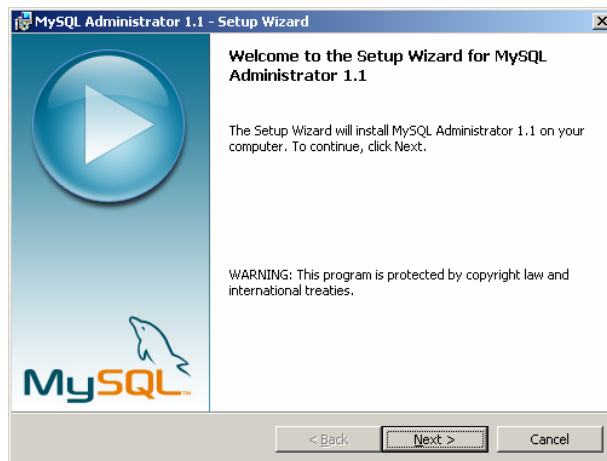 MySQL Administrator 1.1 - Setup Wizard
Welcome to the Setup Wizard for MySQL
Administrator 1.1
The Setup Wizard will install MySQL Administrator 1.1 on your
computer. To continue, click Next.
WARNING: This program is protected by copyright law and
international treaties.
MySQL™
< Back Next > Cancel